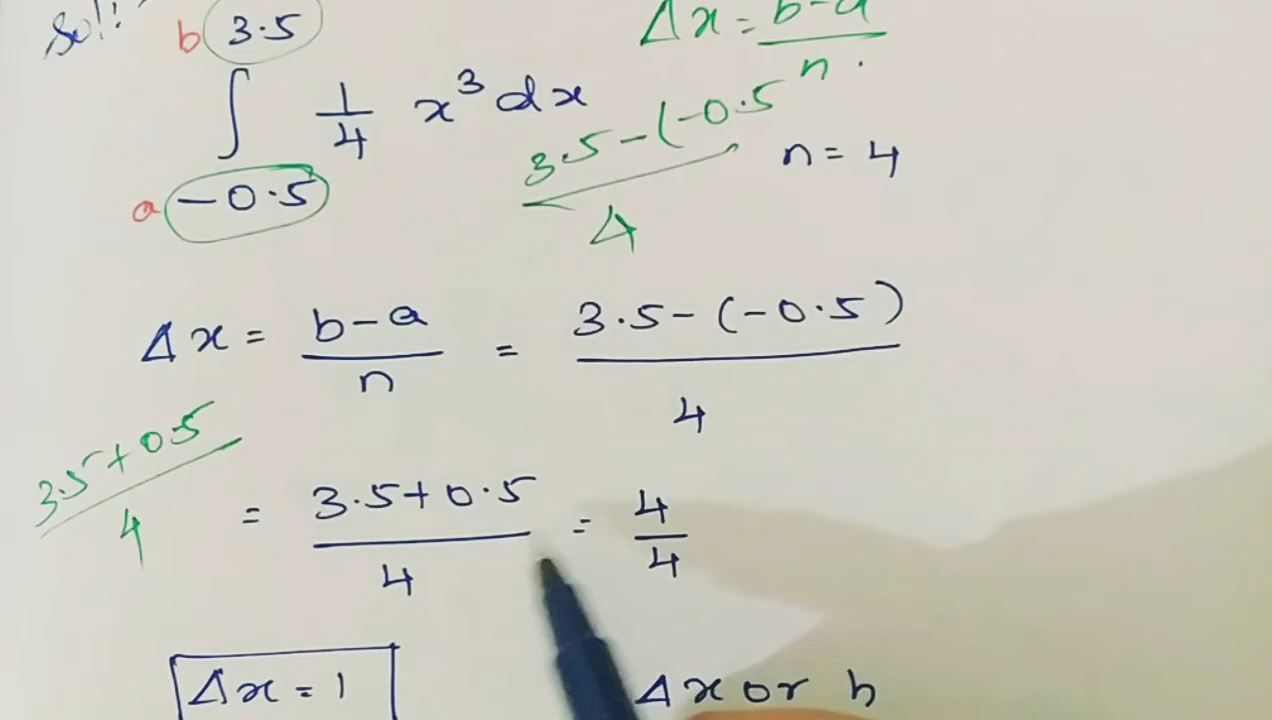 Sol:
b 3.5
Δx = b-a / n .
∫ 1/4 x³ dx
3.5-(-0.5 / 4
n = 4
a -0.5
Δx = b-a / n = 3.5-(-0.5) / 4
3.5+0.5 / 4
= 3.5+0.5 / 4 = 4/4
Δx = 1
Δx or h